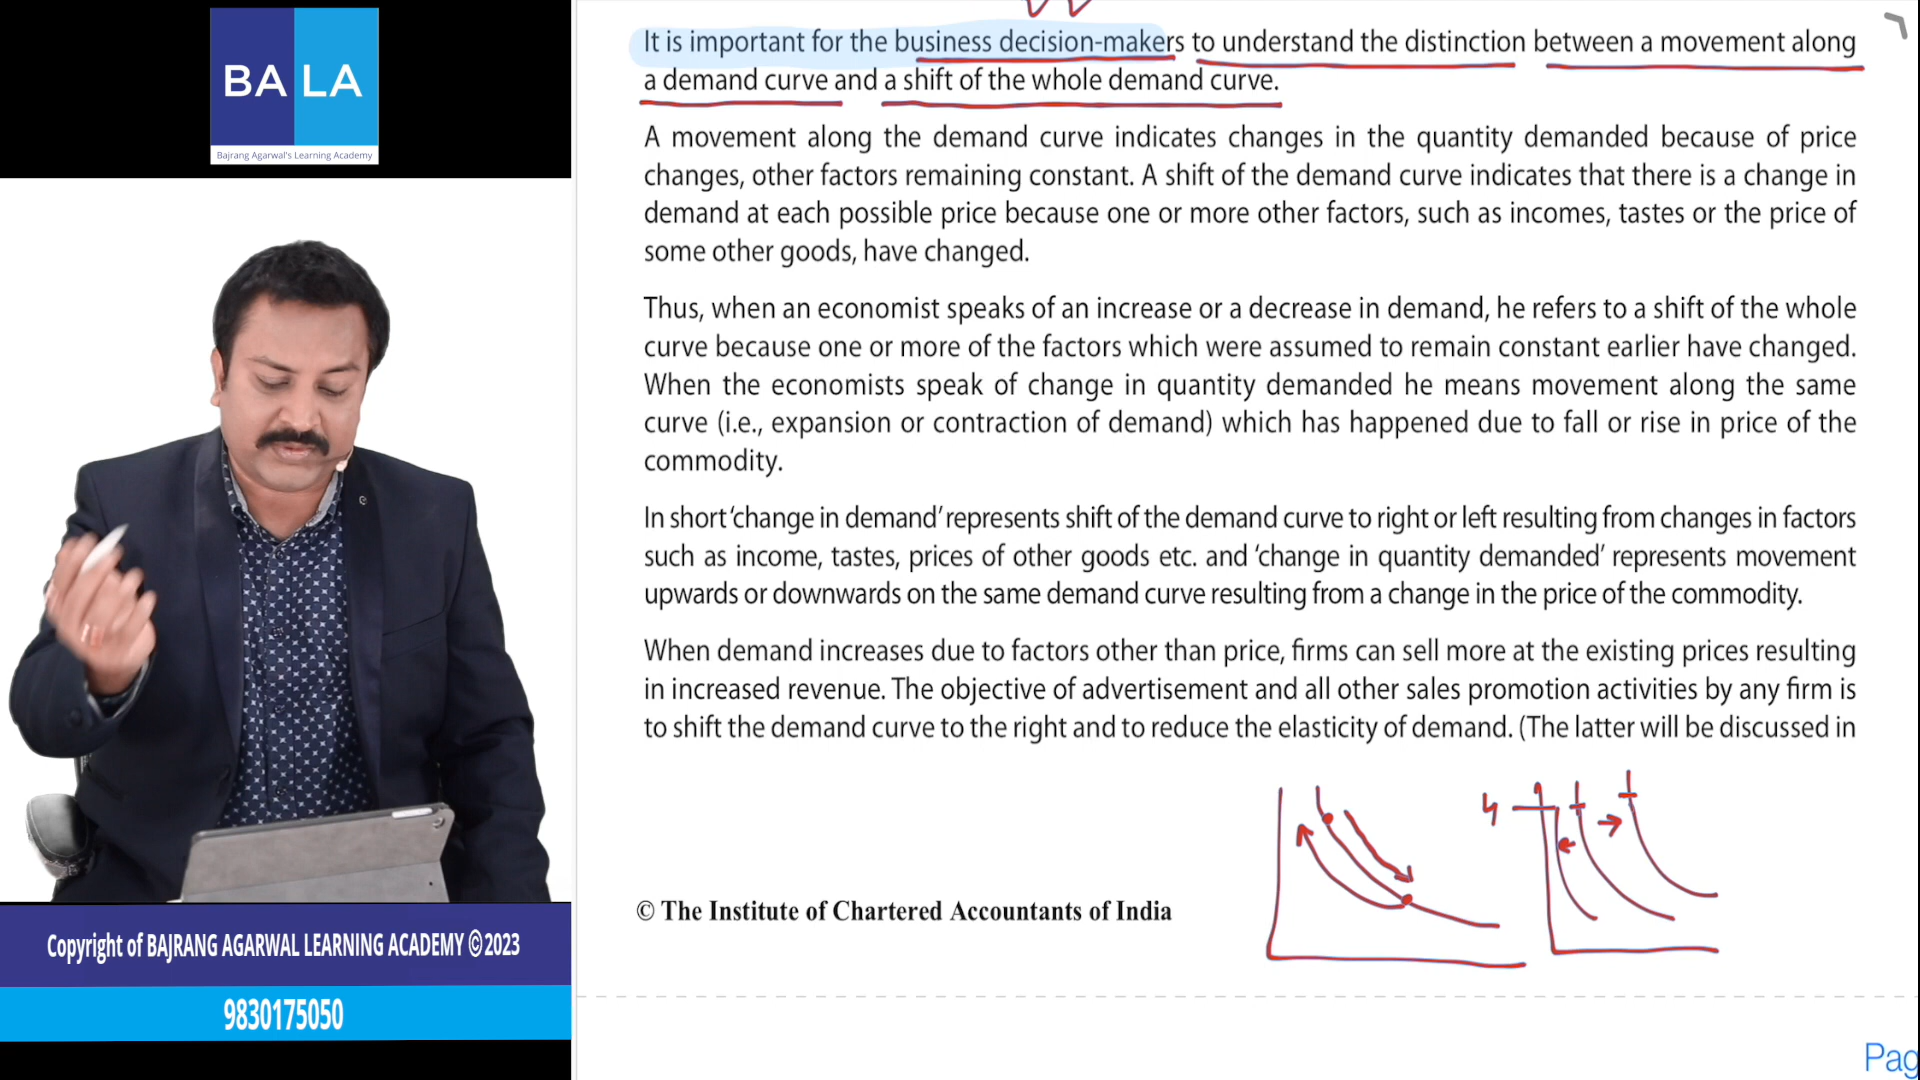 BA LA
Bajrang Agarwal's Learning Academy
It is important for the business decision-makers to understand the distinction between a movement along
a demand curve and a shift of the whole demand curve.
A movement along the demand curve indicates changes in the quantity demanded because of price
changes, other factors remaining constant. A shift of the demand curve indicates that there is a change in
demand at each possible price because one or more other factors, such as incomes, tastes or the price of
some other goods, have changed.
Thus, when an economist speaks of an increase or a decrease in demand, he refers to a shift of the whole
curve because one or more of the factors which were assumed to remain constant earlier have changed.
When the economists speak of change in quantity demanded he means movement along the same
curve (i.e., expansion or contraction of demand) which has happened due to fall or rise in price of the
commodity.
In short 'change in demand' represents shift of the demand curve to right or left resulting from changes in factors
such as income, tastes, prices of other goods etc. and 'change in quantity demanded' represents movement
upwards or downwards on the same demand curve resulting from a change in the price of the commodity.
When demand increases due to factors other than price, firms can sell more at the existing prices resulting
in increased revenue. The objective of advertisement and all other sales promotion activities by any firm is
to shift the demand curve to the right and to reduce the elasticity of demand. (The latter will be discussed in
© The Institute of Chartered Accountants of India
Copyright of BAJRANG AGARWAL LEARNING ACADEMY ©2023
9830175050
Pag